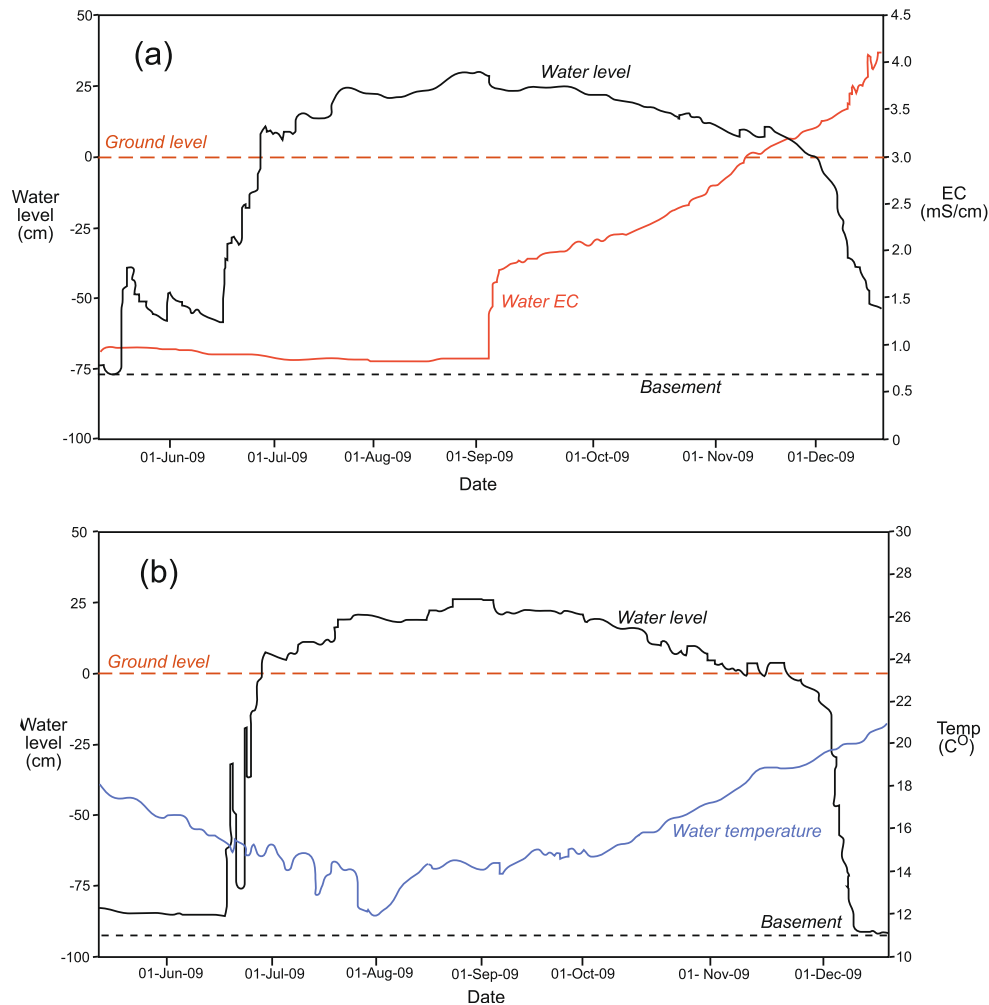 50
4.5
(a)
Water level
4.0
25
3.5
Ground level
0
3.0
Water
level
(cm)
EC
(mS/cm)
2.5
-25
2.0
Water EC
-50
1.5
1.0
-75
Basement
0.5
-100
0
01-Jun-09 01-Jul-09 01-Aug-09 01-Sep-09 01-Oct-09 01- Nov-09 01-Dec-09
Date
50
30
(b)
28
25
Water level
26
Ground level
24
0
22
Water
level
(cm)
Temp
(C⁰)
-25
20
18
-50
Water temperature
16
14
-75
Basement
12
-100
10
01-Jun-09 01-Jul-09 01-Aug-09 01-Sep-09 01-Oct-09 01-Nov-09 01-Dec-09
Date